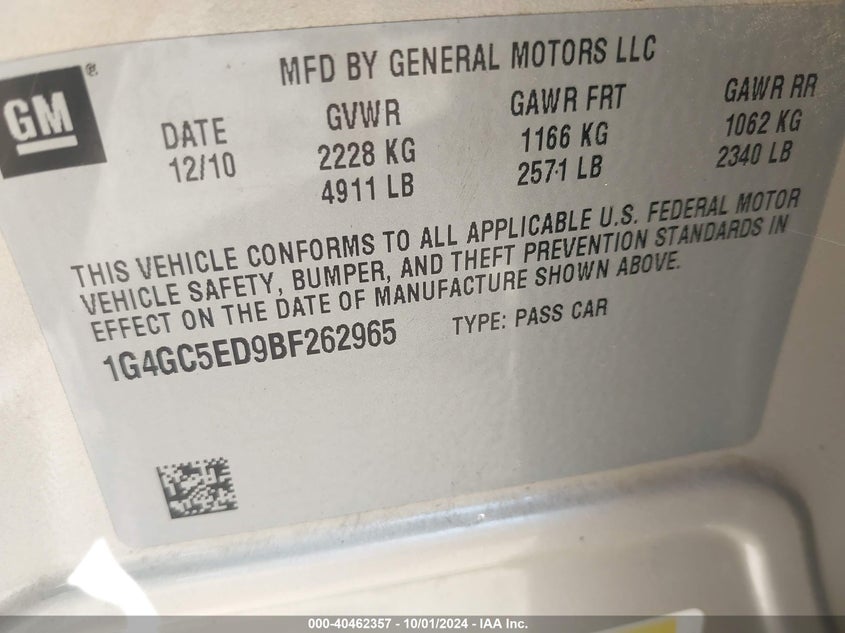 GM®
MFD BY GENERAL MOTORS LLC
DATE GVWR GAWR FRT GAWR RR
12/10 2228 KG 1166 KG 1062 KG
4911 LB 2571 LB 2340 LB
THIS VEHICLE CONFORMS TO ALL APPLICABLE U.S. FEDERAL MOTOR
VEHICLE SAFETY, BUMPER, AND THEFT PREVENTION STANDARDS IN
EFFECT ON THE DATE OF MANUFACTURE SHOWN ABOVE.
1G4GC5ED9BF262965 TYPE: PASS CAR
000-40462357 - 10/01/2024 - IAA Inc.